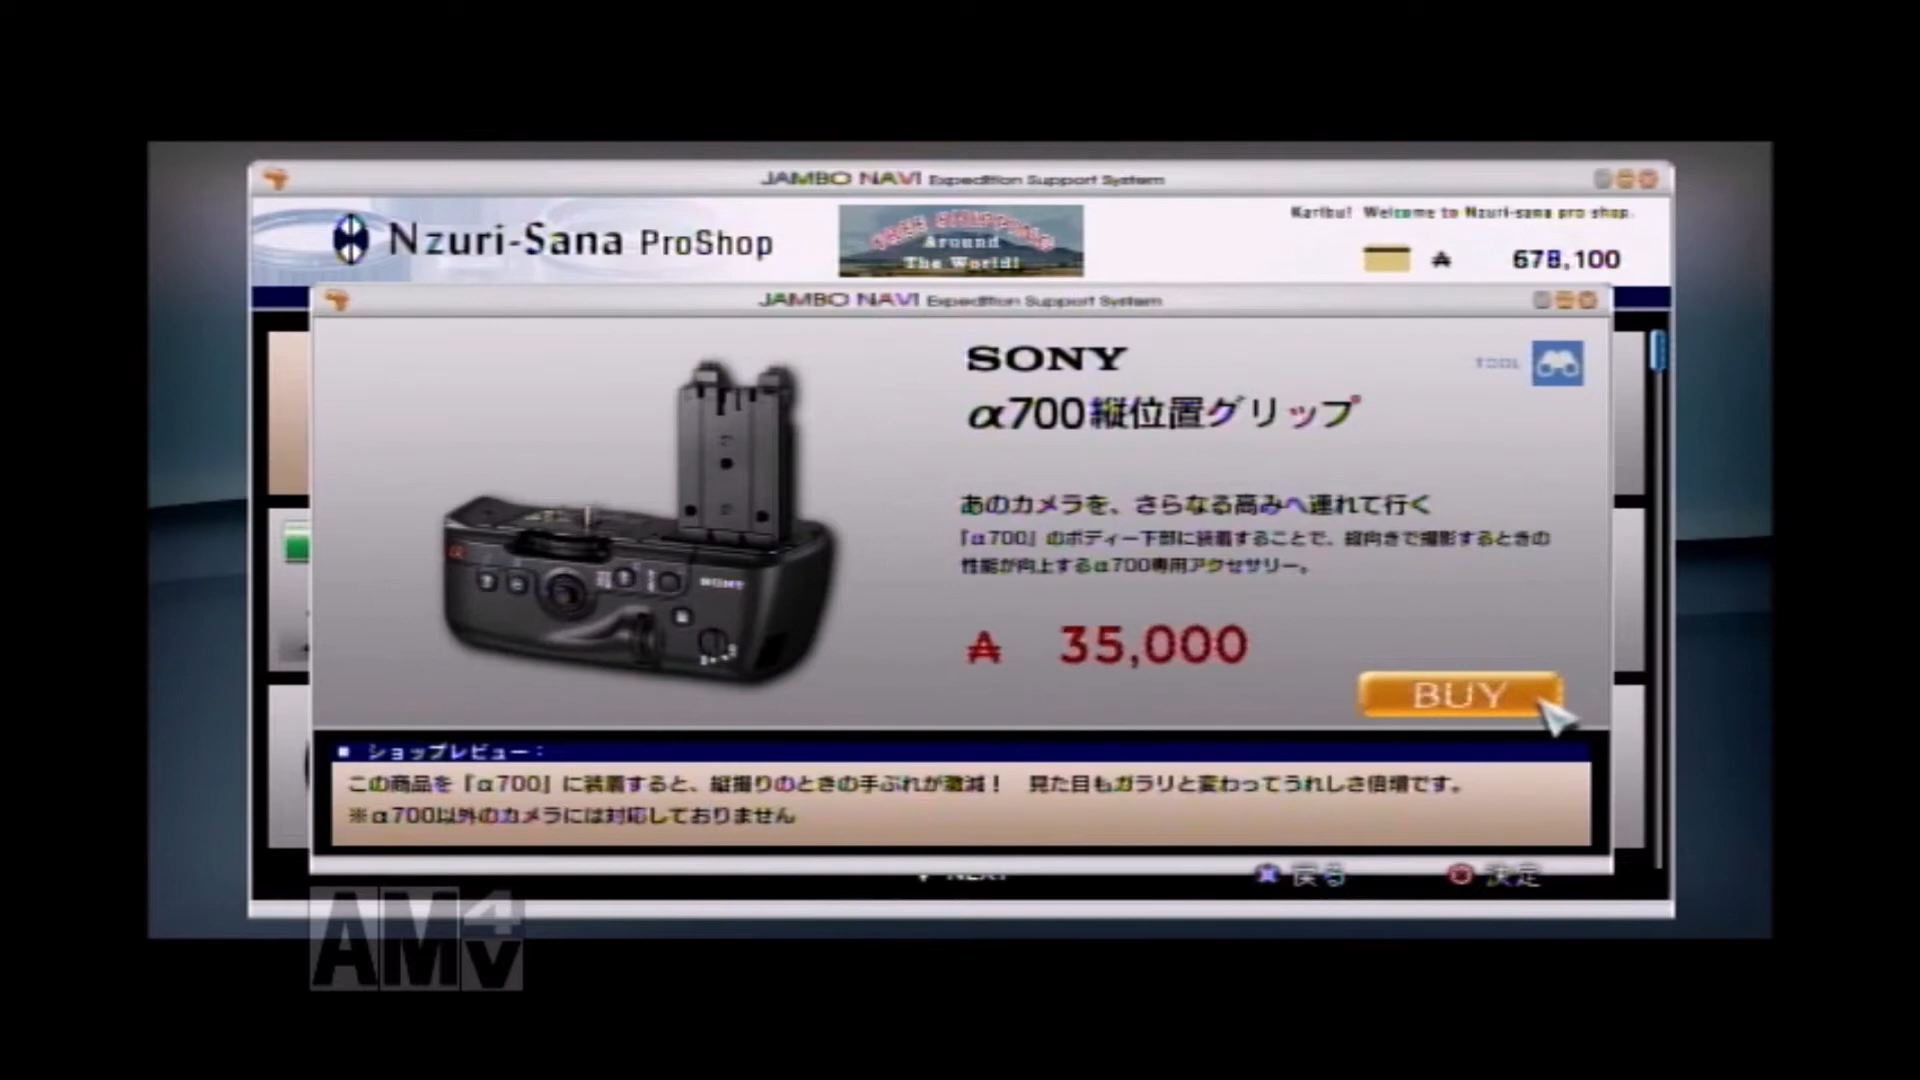 JAMBO NAVI Expedition Support System
Nzuri-Sana ProShop
FREE SHIPPING
Around
The World!
Karibu! Welcome to Nzuri-sana pro shop.
678,100
JAMBO NAVI Expedition Support System
SONY
TOOL
α700縦位置グリップ
あのカメラを、さらなる高みへ連れて行く
『α700』のボディー下部に装着することで、縦向きで撮影するときの
性能が向上するα700専用アクセサリー。
35,000
BUY
α
SONY
■ ショップレビュー：
この商品を『α700』に装着すると、縦撮りのときの手ぶれが激減！ 見た目もガラリと変わってうれしさ倍増です。
※α700以外のカメラには対応しておりません
NEXT
戻る
決定
AM4V